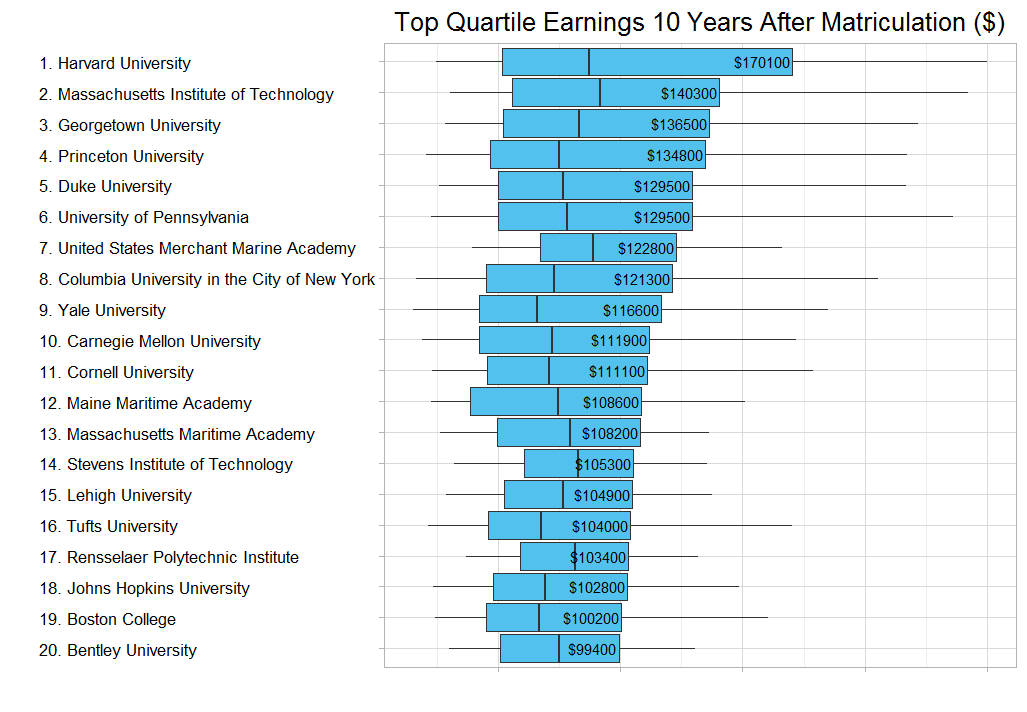 Top Quartile Earnings 10 Years After Matriculation ($)
1. Harvard University $170100
2. Massachusetts Institute of Technology $140300
3. Georgetown University $136500
4. Princeton University $134800
5. Duke University $129500
6. University of Pennsylvania $129500
7. United States Merchant Marine Academy $122800
8. Columbia University in the City of New York $121300
9. Yale University $116600
10. Carnegie Mellon University $111900
11. Cornell University $111100
12. Maine Maritime Academy $108600
13. Massachusetts Maritime Academy $108200
14. Stevens Institute of Technology $105300
15. Lehigh University $104900
16. Tufts University $104000
17. Rensselaer Polytechnic Institute $103400
18. Johns Hopkins University $102800
19. Boston College $100200
20. Bentley University $99400